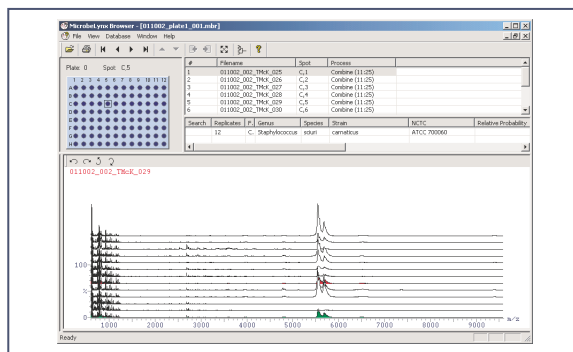 MicrobeLynx Browser - [011002_plate1_001.mbr]
File View Database Window Help
Plate: 0 Spot: C,5
1 2 3 4 5 6 7 8 9 10 11 12
A
B
C
D
E
F
G
H
# Filename Spot Process
1 011002_002_TMcK_025 C,1 Combine (11:25)
2 011002_002_TMcK_026 C,2 Combine (11:25)
3 011002_002_TMcK_027 C,3 Combine (11:25)
4 011002_002_TMcK_028 C,4 Combine (11:25)
5 011002_002_TMcK_029 C,5 Combine (11:25)
6 011002_002_TMcK_030 C,6 Combine (11:25)
Search Replicates Genus Species Strain NCTC Relative Probability
12 C, Staphylococcus sciuri carnaticus ATCC 700060
011002_002_TMcK_029
100
%
0
1000 2000 3000 4000 5000 6000 7000 8000 9000 m/z
Ready